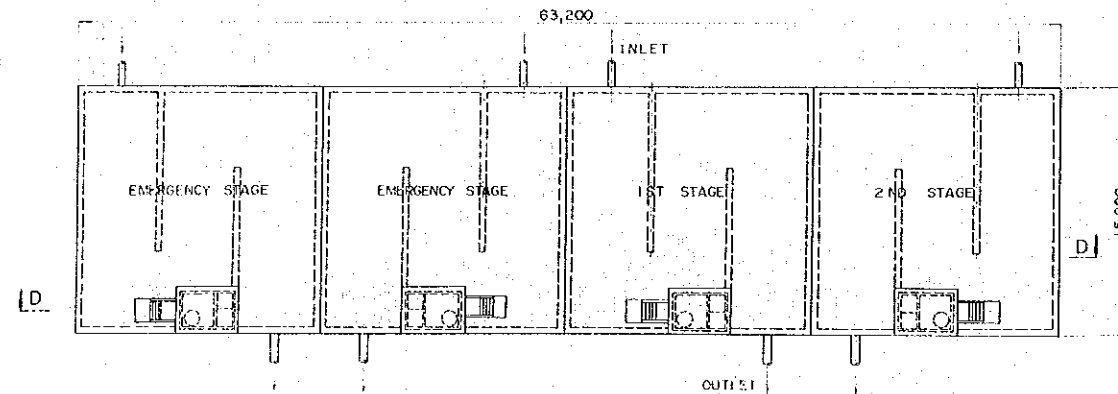 63,200
INLET
EMERGENCY STAGE
EMERGENCY STAGE
1ST STAGE
2ND STAGE
D
D
OUTLET